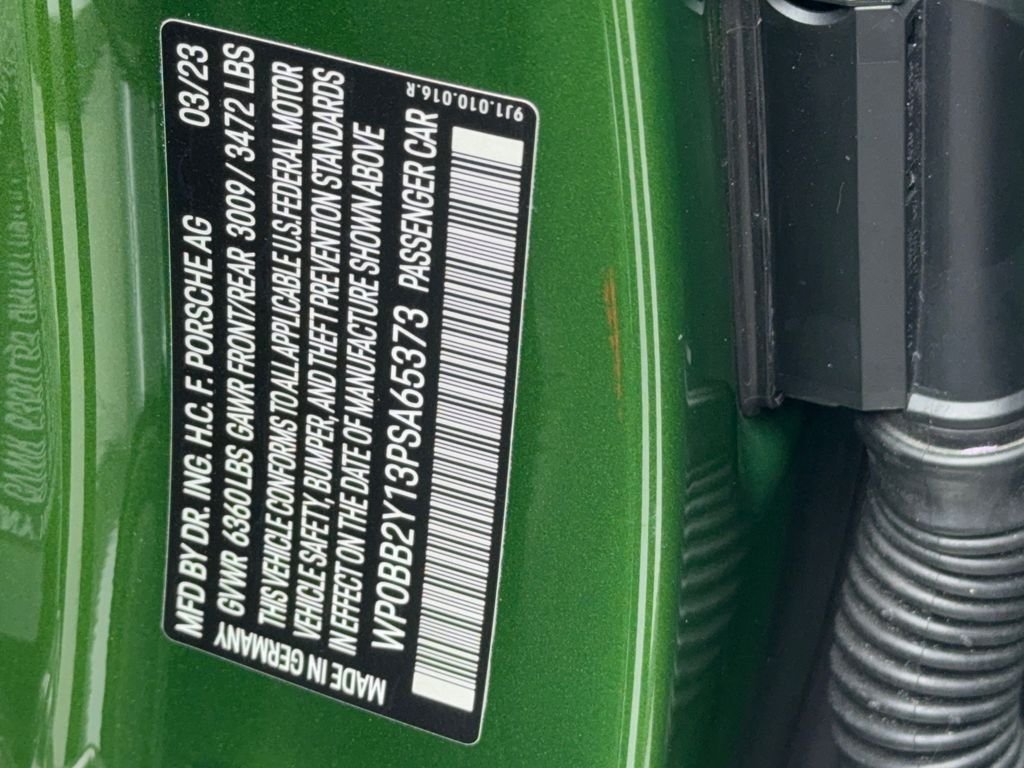 MFD BY DR. ING. H.C. F. PORSCHE AG 03/23
GVWR 6360 LBS GAWR FRONT/REAR 3009 / 3472 LBS
THIS VEHICLE CONFORMS TO ALL APPLICABLE U.S. FEDERAL MOTOR
VEHICLE SAFETY, BUMPER, AND THEFT PREVENTION STANDARDS
IN EFFECT ON THE DATE OF MANUFACTURE SHOWN ABOVE
WP0BB2Y13PSA65373 PASSENGER CAR
MADE IN GERMANY
9J1.010.016.R